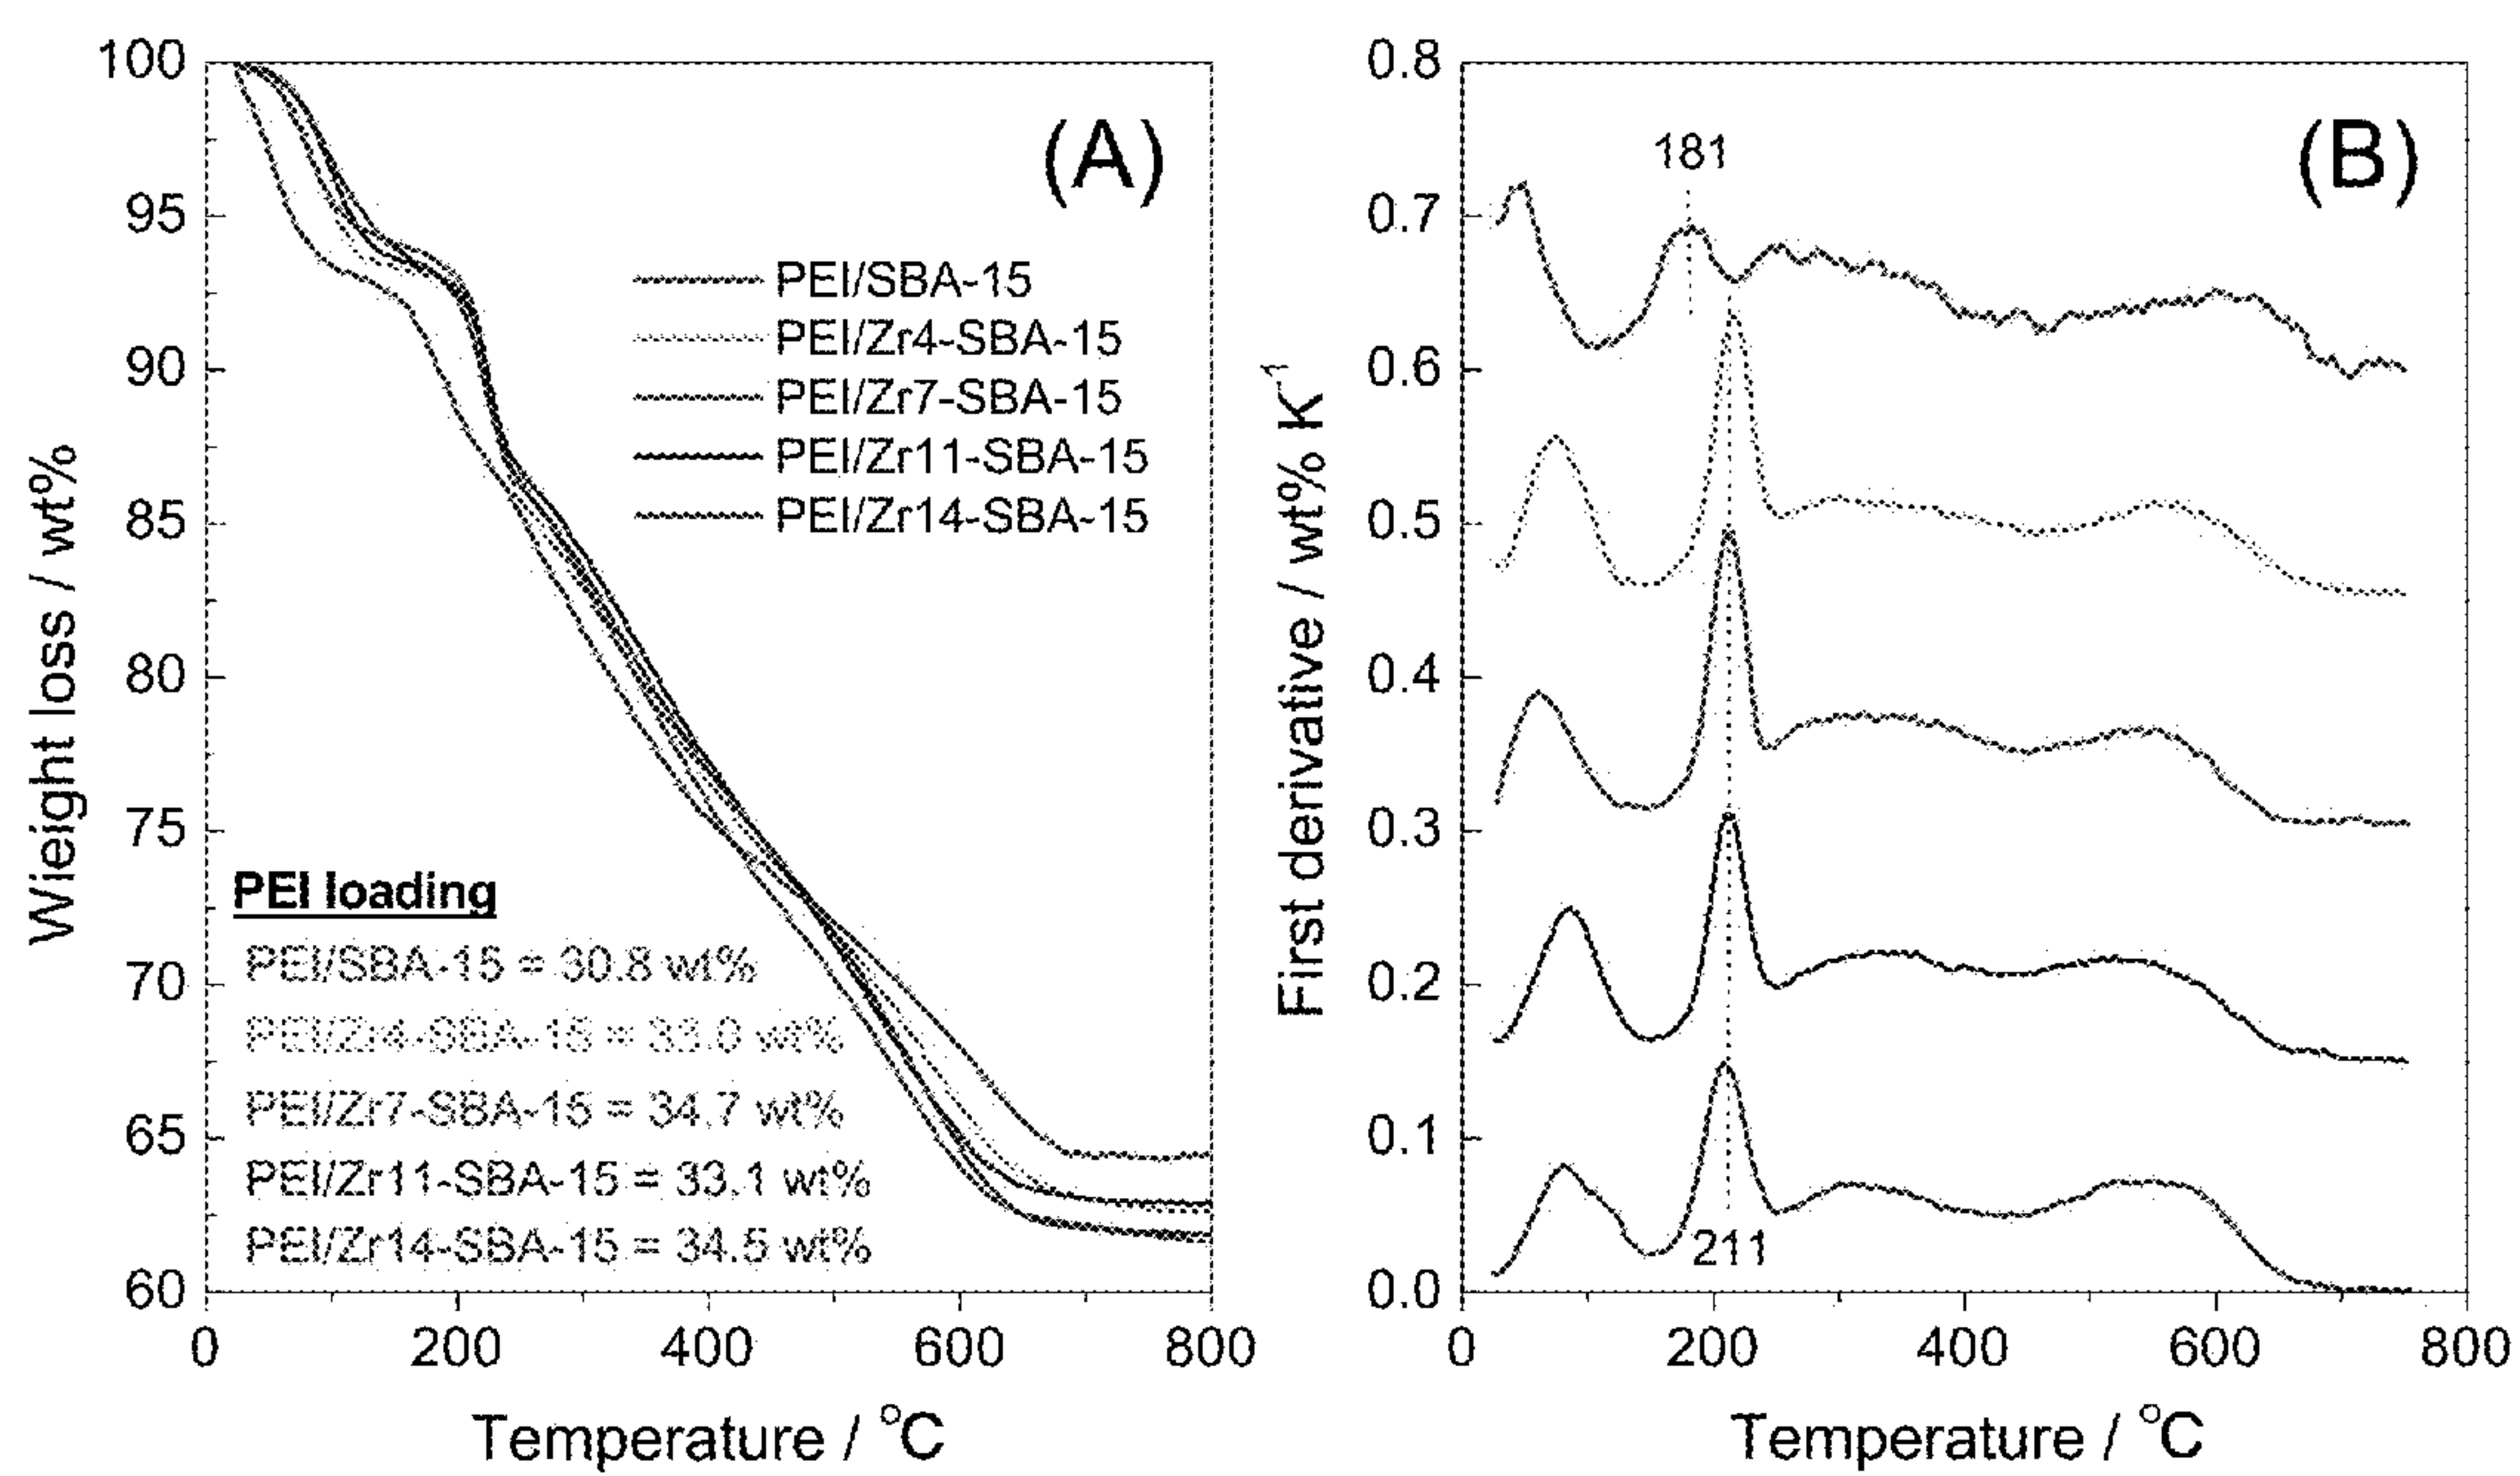 100
95
90
85
80
75
70
65
60
0
200
400
600
800
Wieight loss / wt%
Temperature / °C
(A)
PEI/SBA-15
PEI/Zr4-SBA-15
PEI/Zr7-SBA-15
PEI/Zr11-SBA-15
PEI/Zr14-SBA-15
PEI loading
PEI/SBA-15 = 30.8 wt%
PEI/Zr4-SBA-15 = 33.0 wt%
PEI/Zr7-SBA-15 = 34.7 wt%
PEI/Zr11-SBA-15 = 33.1 wt%
PEI/Zr14-SBA-15 = 34.5 wt%
0.8
0.7
0.6
0.5
0.4
0.3
0.2
0.1
0.0
0
200
400
600
800
First derivative / wt% K-1
Temperature / °C
(B)
181
211